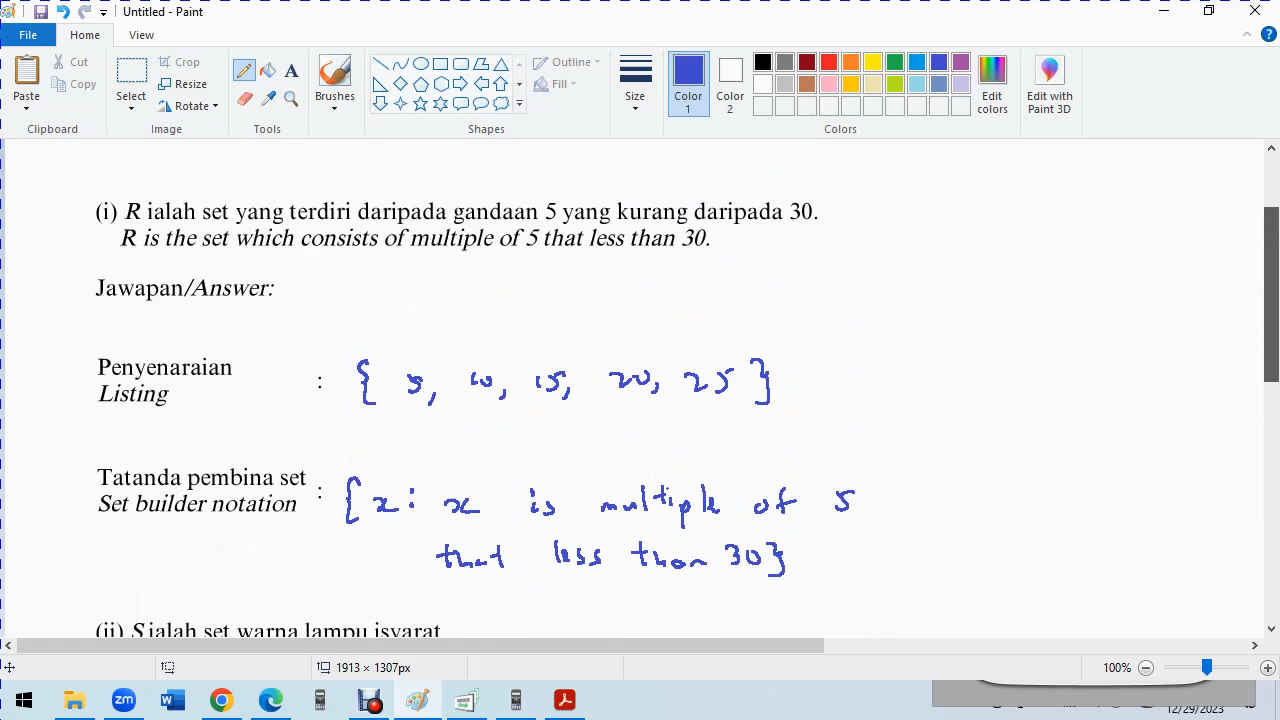 Untitled - Paint
File Home View
Cut
Copy
Paste
Clipboard
Crop
Resize
Rotate
Select
Image
Tools
Brushes
Shapes
Outline
Fill
Size
Color 1
Color 2
Edit colors
Edit with Paint 3D
Colors
(i) R ialah set yang terdiri daripada gandaan 5 yang kurang daripada 30.
R is the set which consists of multiple of 5 that less than 30.
Jawapan/Answer:
Penyenaraian
Listing : { 5, 10, 15, 20, 25 }
Tatanda pembina set
Set builder notation : { x : x is multiple of 5
that less than 30}
(ii) S ialah set warna lampu isyarat
1913 × 1307px
100%
12/29/2023